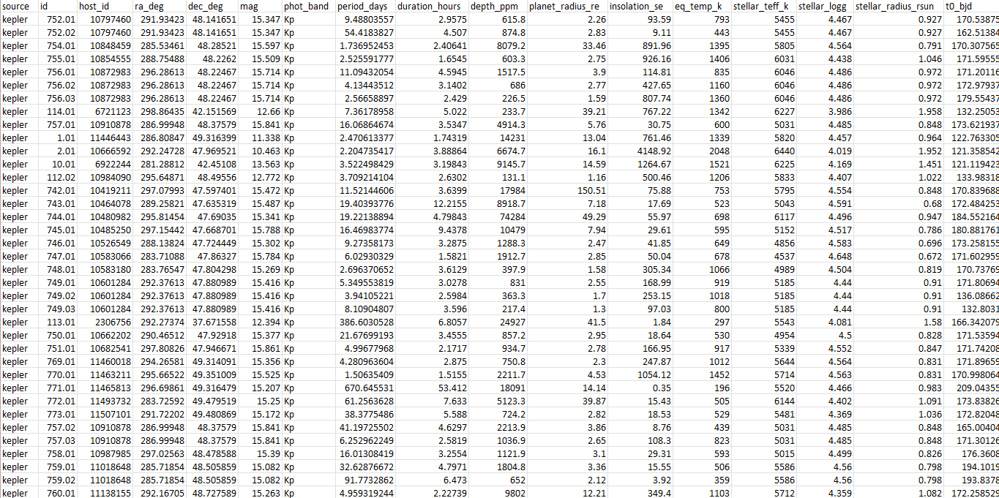 source id host_id ra_deg dec_deg mag phot_band period_days duration_hours depth_ppm planet_radius_re insolation_se eq_temp_k stellar_teff_k stellar_logg stellar_radius_rsun t0_bjd
kepler 752.01 10797460 291.93423 48.141651 15.347 Kp 9.48803557 2.9575 615.8 2.26 93.59 793 5455 4.467 0.927 170.53875
kepler 752.02 10797460 291.93423 48.141651 15.347 Kp 54.4183827 4.507 874.8 2.83 9.11 443 5455 4.467 0.927 162.51384
kepler 754.01 10848459 285.53461 48.28521 15.597 Kp 1.736952453 2.40641 8079.2 33.46 891.96 1395 5805 4.564 0.791 170.307565
kepler 755.01 10854555 288.75488 48.2262 15.509 Kp 2.525591777 1.6545 603.3 2.75 926.16 1406 6031 4.438 1.046 171.59555
kepler 756.01 10872983 296.28613 48.22467 15.714 Kp 11.09432054 4.5945 1517.5 3.9 114.81 835 6046 4.486 0.972 171.20116
kepler 756.02 10872983 296.28613 48.22467 15.714 Kp 4.13443512 3.1402 686 2.77 427.65 1160 6046 4.486 0.972 172.97937
kepler 756.03 10872983 296.28613 48.22467 15.714 Kp 2.56658897 2.429 226.5 1.59 807.74 1360 6046 4.486 0.972 179.55437
kepler 114.01 6721123 298.86435 42.151569 12.66 Kp 7.36178958 5.022 233.7 39.21 767.22 1342 6227 3.986 1.958 132.25053
kepler 757.01 10910878 286.99948 48.37579 15.841 Kp 16.06864674 3.5347 4914.3 5.76 30.75 600 5031 4.485 0.848 173.621937
kepler 1.01 11446443 286.80847 49.316399 11.338 Kp 2.470613377 1.74319 14231 13.04 761.46 1339 5820 4.457 0.964 122.763305
kepler 2.01 10666592 292.24728 47.969521 10.463 Kp 2.204735417 3.88864 6674.7 16.1 4148.92 2048 6440 4.019 1.952 121.358542
kepler 10.01 6922244 281.28812 42.45108 13.563 Kp 3.522498429 3.19843 9145.7 14.59 1264.67 1521 6225 4.169 1.451 121.119423
kepler 112.02 10984090 295.64871 48.49556 12.772 Kp 3.709214104 2.6302 131.1 1.16 500.46 1206 5833 4.407 1.022 133.98318
kepler 742.01 10419211 297.07993 47.597401 15.472 Kp 11.52144606 3.6399 17984 150.51 75.88 753 5795 4.554 0.848 170.839688
kepler 743.01 10464078 289.25821 47.635319 15.487 Kp 19.40393776 12.2155 8918.7 7.18 17.69 523 5043 4.591 0.68 172.484253
kepler 744.01 10480982 295.81454 47.69035 15.341 Kp 19.22138894 4.79843 74284 49.29 55.97 698 6117 4.496 0.947 184.552164
kepler 745.01 10485250 297.15442 47.668701 15.788 Kp 16.46983774 9.4378 10479 7.94 29.61 595 5152 4.517 0.786 180.881761
kepler 746.01 10526549 288.13824 47.724449 15.302 Kp 9.27358173 3.2875 1288.3 2.47 41.85 649 4856 4.583 0.696 173.258155
kepler 747.01 10583066 283.71088 47.86327 15.784 Kp 6.02930329 1.5821 1912.7 2.85 50.04 678 4537 4.648 0.672 171.602959
kepler 748.01 10583180 283.76547 47.804298 15.269 Kp 2.696370652 3.6129 397.9 1.58 305.34 1066 4989 4.504 0.819 170.73769
kepler 749.01 10601284 292.37613 47.880989 15.416 Kp 5.349553819 3.0278 831 2.55 168.99 919 5185 4.44 0.91 171.80694
kepler 749.02 10601284 292.37613 47.880989 15.416 Kp 3.94105221 2.5984 363.3 1.7 253.15 1018 5185 4.44 0.91 136.08662
kepler 749.03 10601284 292.37613 47.880989 15.416 Kp 8.10904807 3.596 217.4 1.3 97.03 800 5185 4.44 0.91 132.8031
kepler 113.01 2306756 292.27374 37.671558 12.394 Kp 386.6030528 6.8057 24927 41.5 1.84 297 5543 4.081 1.58 166.342079
kepler 750.01 10662202 290.46512 47.92918 15.377 Kp 21.67699193 3.4555 857.2 2.95 18.64 530 4954 4.5 0.828 171.53594
kepler 751.01 10682541 297.80826 47.946671 15.861 Kp 4.99677968 2.1717 934.7 2.78 166.95 917 5339 4.552 0.847 171.74208
kepler 769.01 11460018 294.26581 49.314091 15.356 Kp 4.280963604 2.875 750.8 2.3 247.87 1012 5644 4.564 0.831 171.89659
kepler 770.01 11463211 295.66522 49.351009 15.525 Kp 1.50635409 1.5155 2211.7 4.53 1054.12 1452 5714 4.563 0.831 170.998064
kepler 771.01 11465813 296.69861 49.316479 15.207 Kp 670.645531 53.412 18091 14.14 0.35 196 5520 4.466 0.983 209.04355
kepler 772.01 11493732 283.72592 49.479519 15.25 Kp 61.2563628 7.633 5123.3 39.87 15.43 505 6144 4.402 1.091 173.83826
kepler 773.01 11507101 291.72202 49.480869 15.172 Kp 38.3775486 5.588 724.2 2.82 18.53 529 5481 4.369 1.036 172.82048
kepler 757.02 10910878 286.99948 48.37579 15.841 Kp 41.19725502 4.6297 2213.9 3.86 8.76 439 5031 4.485 0.848 165.00404
kepler 757.03 10910878 286.99948 48.37579 15.841 Kp 6.252962249 2.5819 1036.9 2.65 108.3 823 5031 4.485 0.848 171.30126
kepler 758.01 10987985 297.02563 48.478588 15.39 Kp 16.01308419 3.2554 1121.9 3.1 29.31 593 5015 4.499 0.826 176.3608
kepler 759.01 11018648 285.71854 48.505859 15.082 Kp 32.62876672 4.7971 1804.8 3.36 15.55 506 5586 4.56 0.798 194.1019
kepler 759.02 11018648 285.71854 48.505859 15.082 Kp 91.7732862 6.473 652 2.12 3.92 359 5586 4.56 0.798 193.8378
kepler 760.01 11138155 292.16705 48.727589 15.263 Kp 4.959319244 2.22739 9802 12.21 349.4 1103 5712 4.359 1.082 172.258529